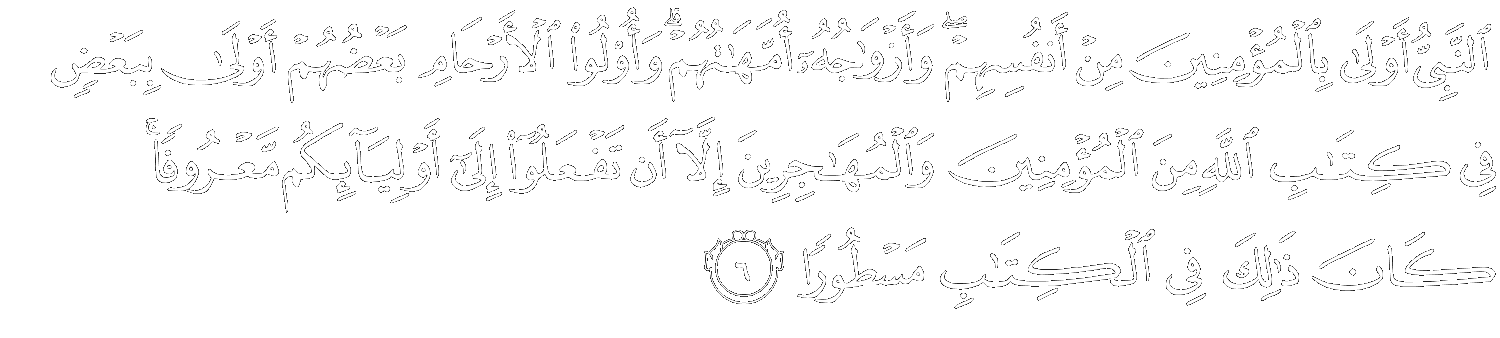 ٱلنَّبِىُّ أَوْلَىٰ بِٱلْمُؤْمِنِينَ مِنْ أَنفُسِهِمْ ۖ وَأَزْوَٰجُهُۥٓ أُمَّهَـٰتُهُمْ ۗ وَأُو۟لُوا۟ ٱلْأَرْحَامِ بَعْضُهُمْ أَوْلَىٰ بِبَعْضٍ
فِى كِتَـٰبِ ٱللَّهِ مِنَ ٱلْمُؤْمِنِينَ وَٱلْمُهَـٰجِرِينَ إِلَّآ أَن تَفْعَلُوٓا۟ إِلَىٰٓ أَوْلِيَآئِكُم مَّعْرُوفًا ۚ
كَانَ ذَٰلِكَ فِى ٱلْكِتَـٰبِ مَسْطُورًا ٦